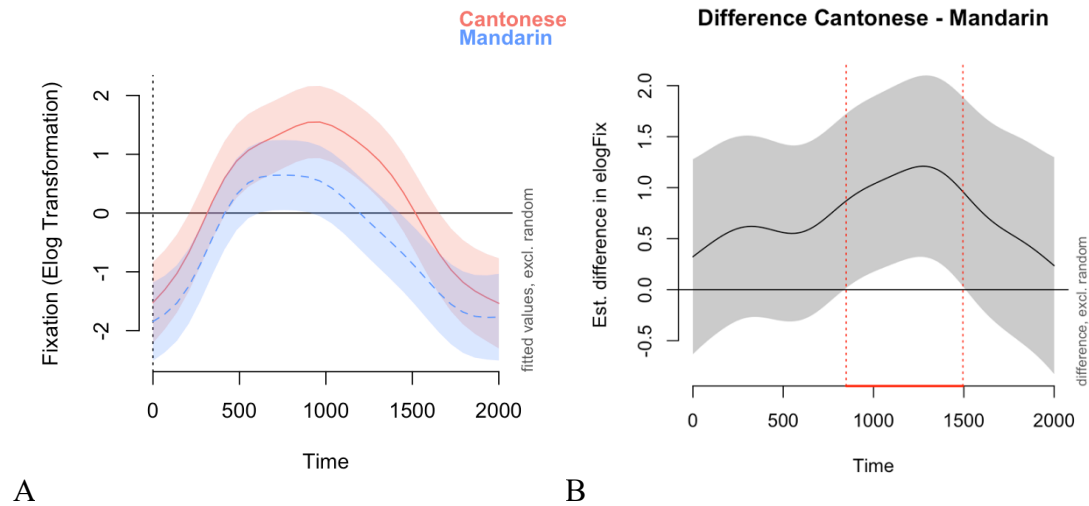 Cantonese
Mandarin
Fixation (Elog Transformation)
2
1
0
-1
-2
0
500
1000
1500
2000
Time
fitted values, excl. random
A
Difference Cantonese - Mandarin
Est. difference in elogFix
2.0
1.5
1.0
0.5
0.0
-0.5
0
500
1000
1500
2000
Time
difference, excl. random
B